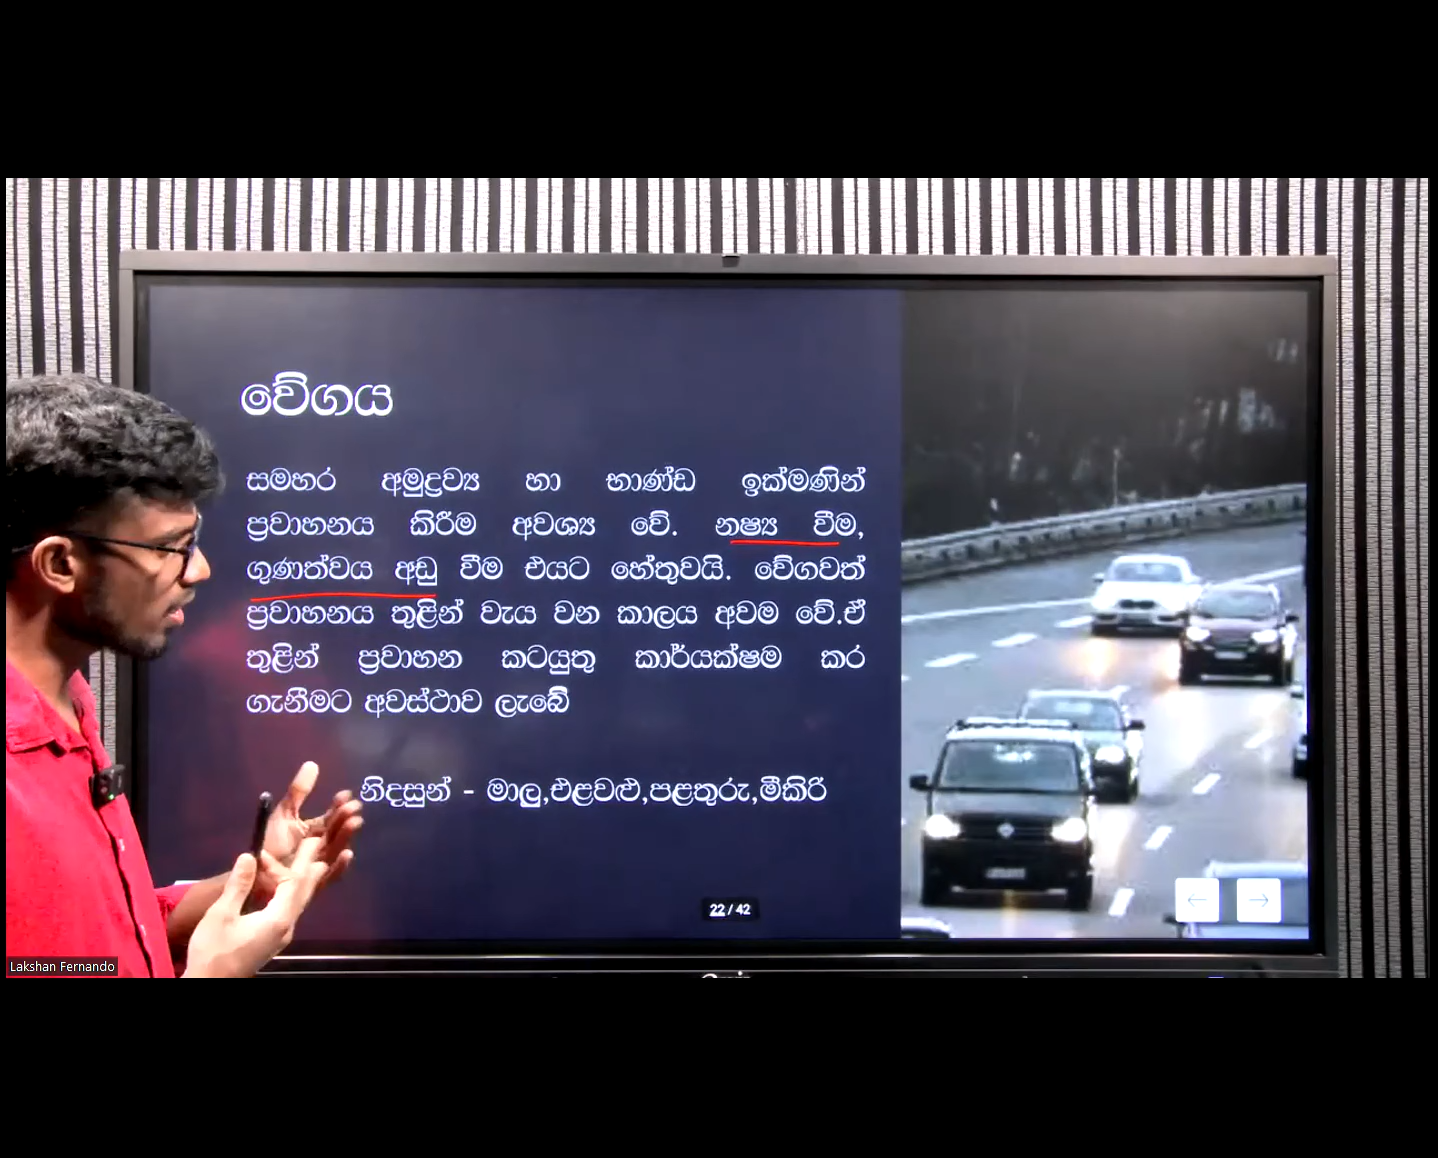 වේගය
සමහර අමුද්‍රව්‍ය හා භාණ්ඩ ඉක්මණින්
ප්‍රවාහනය කිරීම අවශ්‍ය වේ. නෂ්‍ය වීම,
ගුණත්වය අඩු වීම එයට හේතුවයි. වේගවත්
ප්‍රවාහනය තුළින් වැය වන කාලය අවම වේ.ඒ
තුළින් ප්‍රවාහන කටයුතු කාර්යක්ෂම කර
ගැනීමට අවස්ථාව ලැබේ
නිදසුන් - මාලු,එළවළු,පළතුරු,මීකිරි
22 / 42
Lakshan Fernando